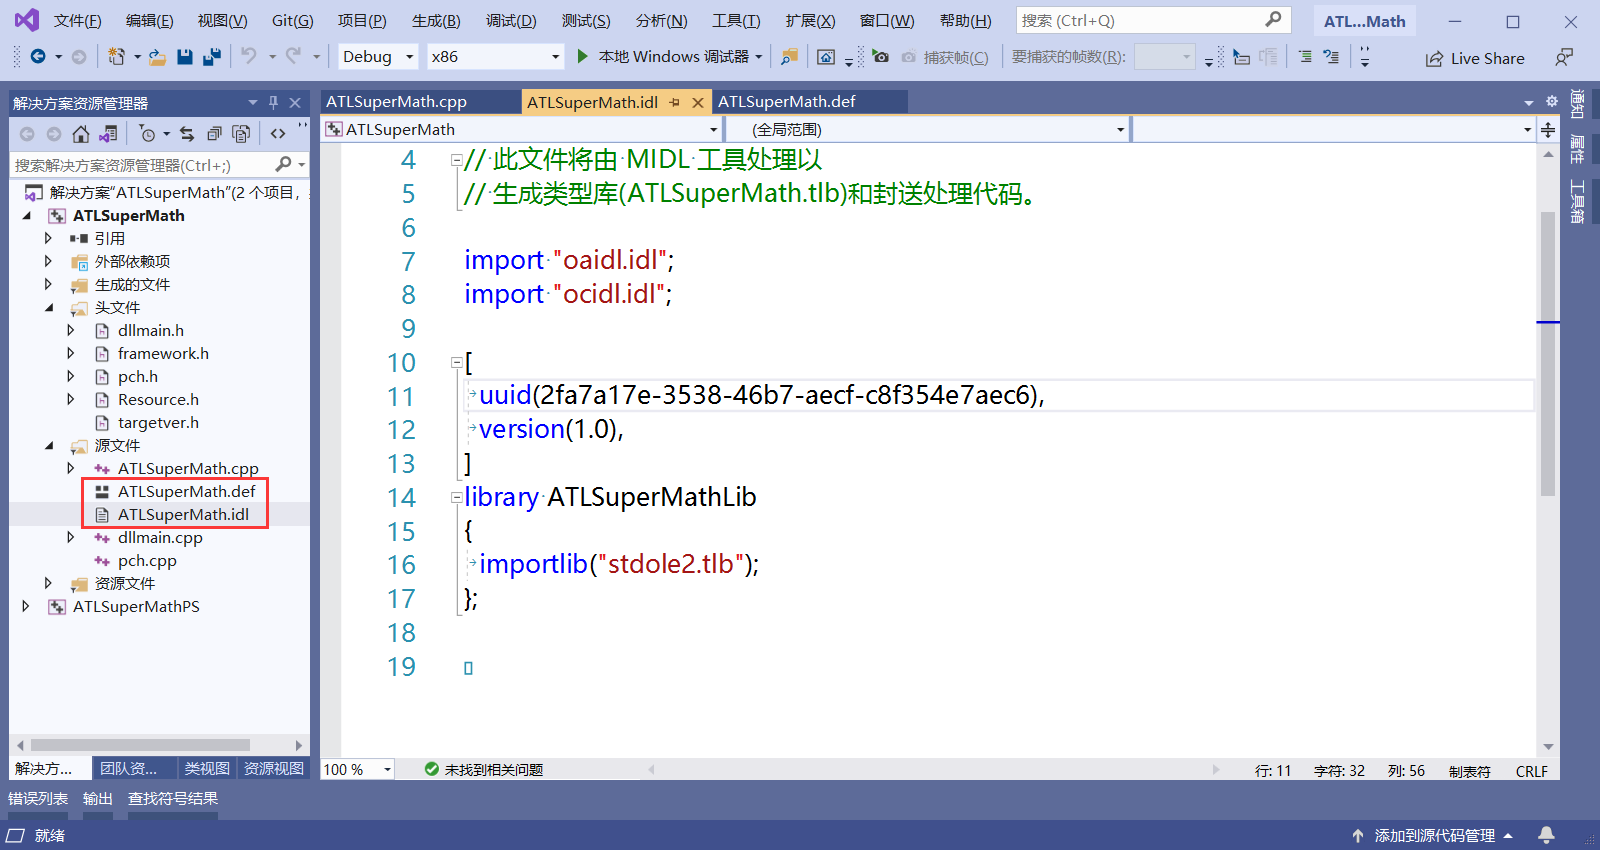 文件(F) 编辑(E) 视图(V) Git(G) 项目(P) 生成(B) 调试(D) 测试(S) 分析(N) 工具(T) 扩展(X) 窗口(W) 帮助(H) 搜索 (Ctrl+Q) ATL...Math
Debug x86 本地 Windows 调试器 捕获帧(C) 要捕获的帧数(R): Live Share
解决方案资源管理器
搜索解决方案资源管理器(Ctrl+;)
解决方案"ATLSuperMath"(2 个项目，
ATLSuperMath
引用
外部依赖项
生成的文件
头文件
dllmain.h
framework.h
pch.h
Resource.h
targetver.h
源文件
ATLSuperMath.cpp
ATLSuperMath.def
ATLSuperMath.idl
dllmain.cpp
pch.cpp
资源文件
ATLSuperMathPS
解决方... 团队资... 类视图 资源视图
ATLSuperMath.cpp ATLSuperMath.idl ATLSuperMath.def
ATLSuperMath (全局范围)
4 // 此文件将由 MIDL 工具处理以
5 // 生成类型库(ATLSuperMath.tlb)和封送处理代码。
6
7 import "oaidl.idl";
8 import "ocidl.idl";
9
10 [
11 uuid(2fa7a17e-3538-46b7-aecf-c8f354e7aec6),
12 version(1.0),
13 ]
14 library ATLSuperMathLib
15 {
16 importlib("stdole2.tlb");
17 };
18
19
100 % 未找到相关问题 行: 11 字符: 32 列: 56 制表符 CRLF
通知
属性
工具箱
错误列表 输出 查找符号结果
就绪 添加到源代码管理